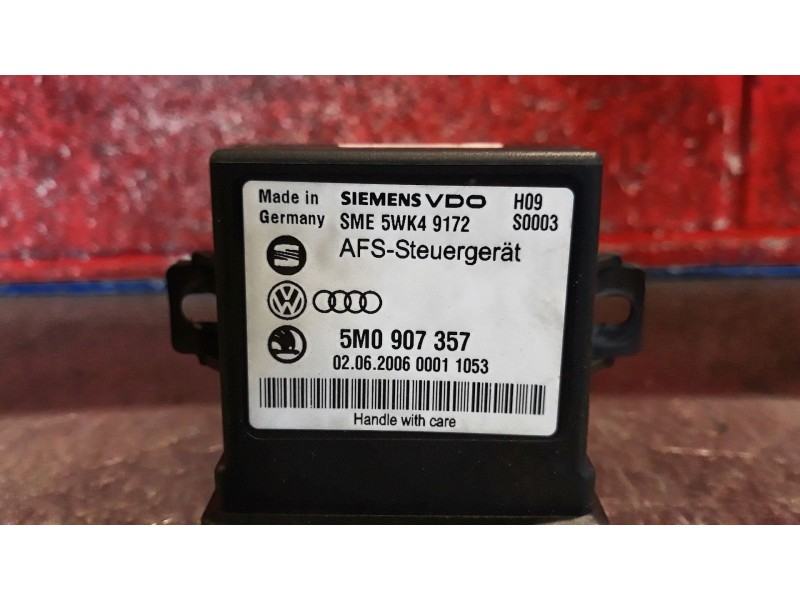 Made in SIEMENS VDO H09
Germany SME 5WK4 9172 S0003
AFS-Steuergerät
5M0 907 357
02.06.2006 0001 1053
Handle with care